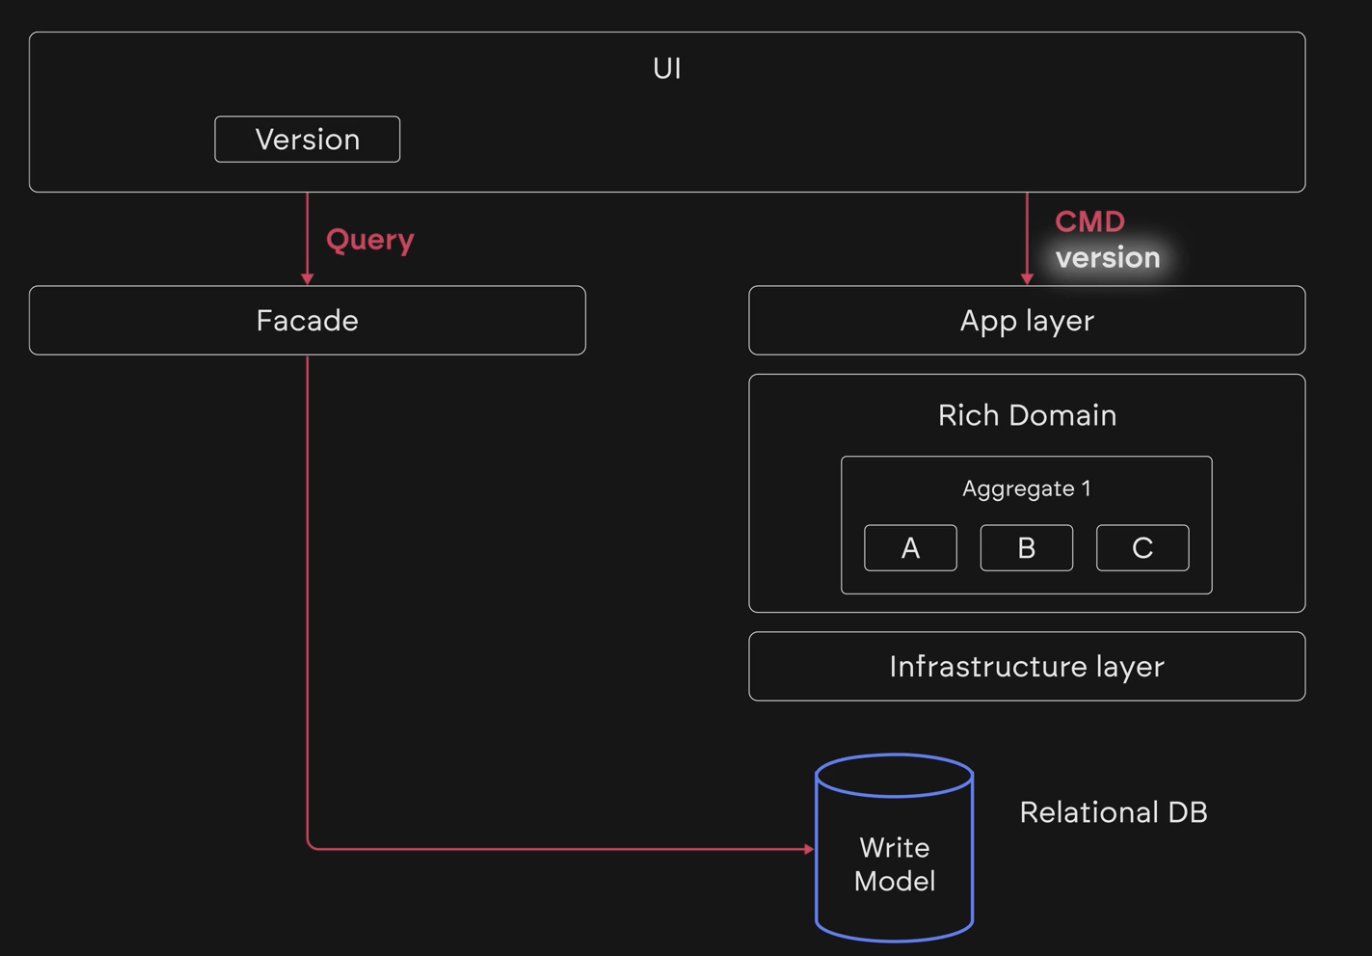 UI
Version
Query
CMD
version
Facade
App layer
Rich Domain
Aggregate 1
A
B
C
Infrastructure layer
Relational DB
Write
Model